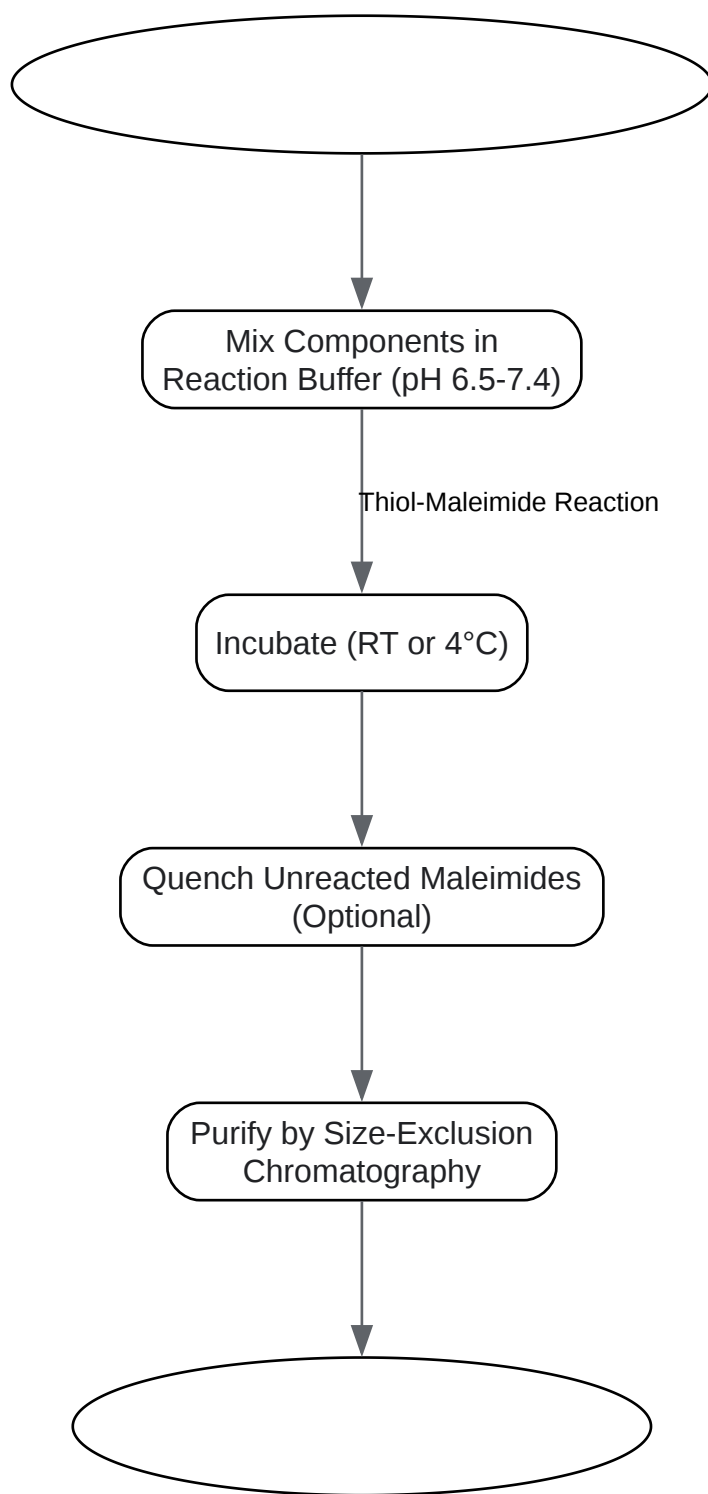 Mix Components in
Reaction Buffer (pH 6.5-7.4)
Thiol-Maleimide Reaction
Incubate (RT or 4°C)
Quench Unreacted Maleimides
(Optional)
Purify by Size-Exclusion
Chromatography